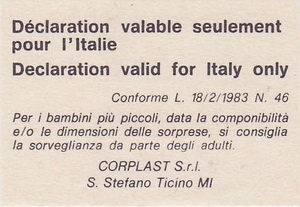 Déclaration valable seulement
pour l'Italie
Declaration valid for Italy only
Conforme L. 18/2/1983 N. 46
Per i bambini più piccoli, data la componibilità
e/o le dimensioni delle sorprese, si consiglia
la sorveglianza da parte degli adulti.
CORPLAST S.r.l.
S. Stefano Ticino MI